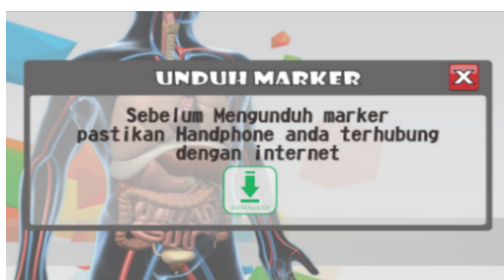 UNDUH MARKER
Sebelum Mengunduh marker
pastikan Handphone anda terhubung
dengan internet